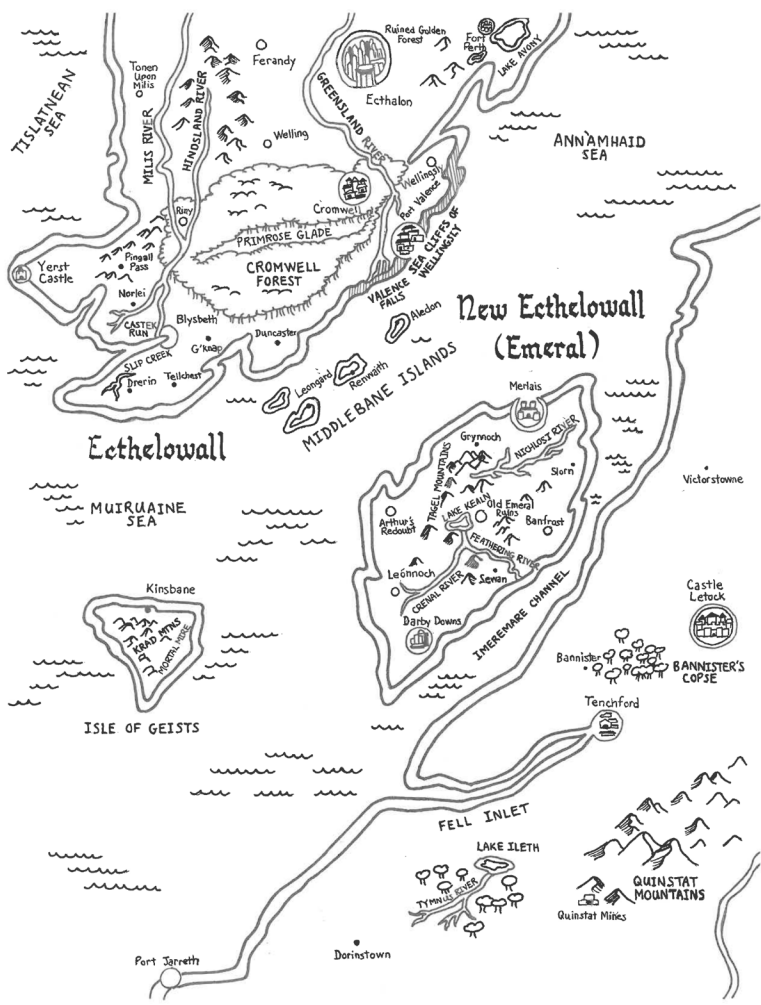 Ruined Golden
Forest
Fort
Perth
LAKE AVONY
Ferandy
Ecthalon
Tonen
Upon
Milis
TISLATNEAN
SEA
MILIS RIVER
HINDSLAND RIVER
GREENSLAND RIVER
ANNAMHAID
SEA
Welling
Wellingsly
Port Valence
Cromwell
Riny
PRIMROSE GLADE
CROMWELL
FOREST
VALENCE SEA CLIFFS OF
FALLS WELLINGSLY
Pingall
Pass
Yerst
Castle
Norlei
CASTEK
RUN
Blysbeth
G'knap
Duncaster
SLIP CREEK
Drerin
Teilchest
Aledon
Renwaith
Leongard
MIDDLEBANE ISLANDS
New Ecthelowall
(Emeral)
Ecthelowall
Merlais
Grynnoch
NICHLOSI RIVER
TAGEL MOUNTAINS
Slorn
Victorstowne
MUIRUAINE
SEA
LAKE KEALN
Old Emeral
Ruins
Arthur's
Redoubt
Banfrost
FEATHERING RIVER
Leónnoch
Sewan
CRENAL RIVER
IMEREMARE CHANNEL
Darby Downs
Kinsbane
KRAD MTNS
MORTAL MIRE
ISLE OF GEISTS
Castle
Letock
Bannister
BANNISTER'S
COPSE
Tenchford
FELL INLET
LAKE ILETH
TYMNUS RIVER
QUINSTAT
MOUNTAINS
Quinstat Mines
Dorinstown
Port Jarreth